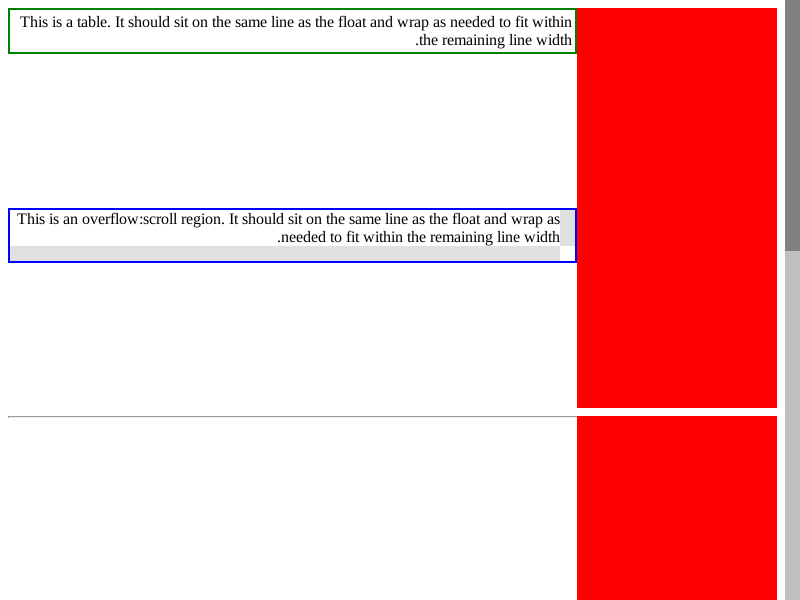 This is a table. It should sit on the same line as the float and wrap as needed to fit within
.the remaining line width
This is an overflow:scroll region. It should sit on the same line as the float and wrap as
.needed to fit within the remaining line width